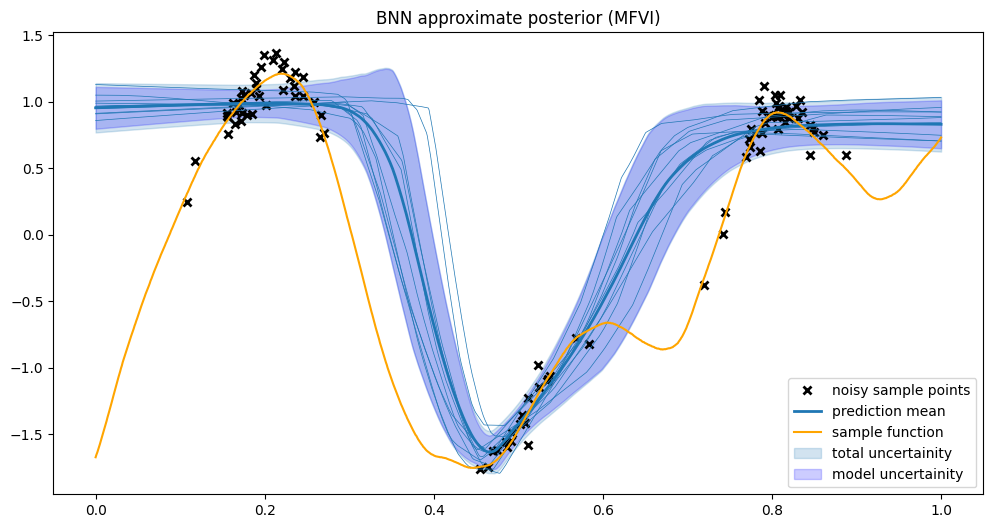 BNN approximate posterior (MFVI)
1.5
1.0
0.5
0.0
−0.5
−1.0
−1.5
noisy sample points
prediction mean
sample function
total uncertainity
model uncertainity
0.0 0.2 0.4 0.6 0.8 1.0